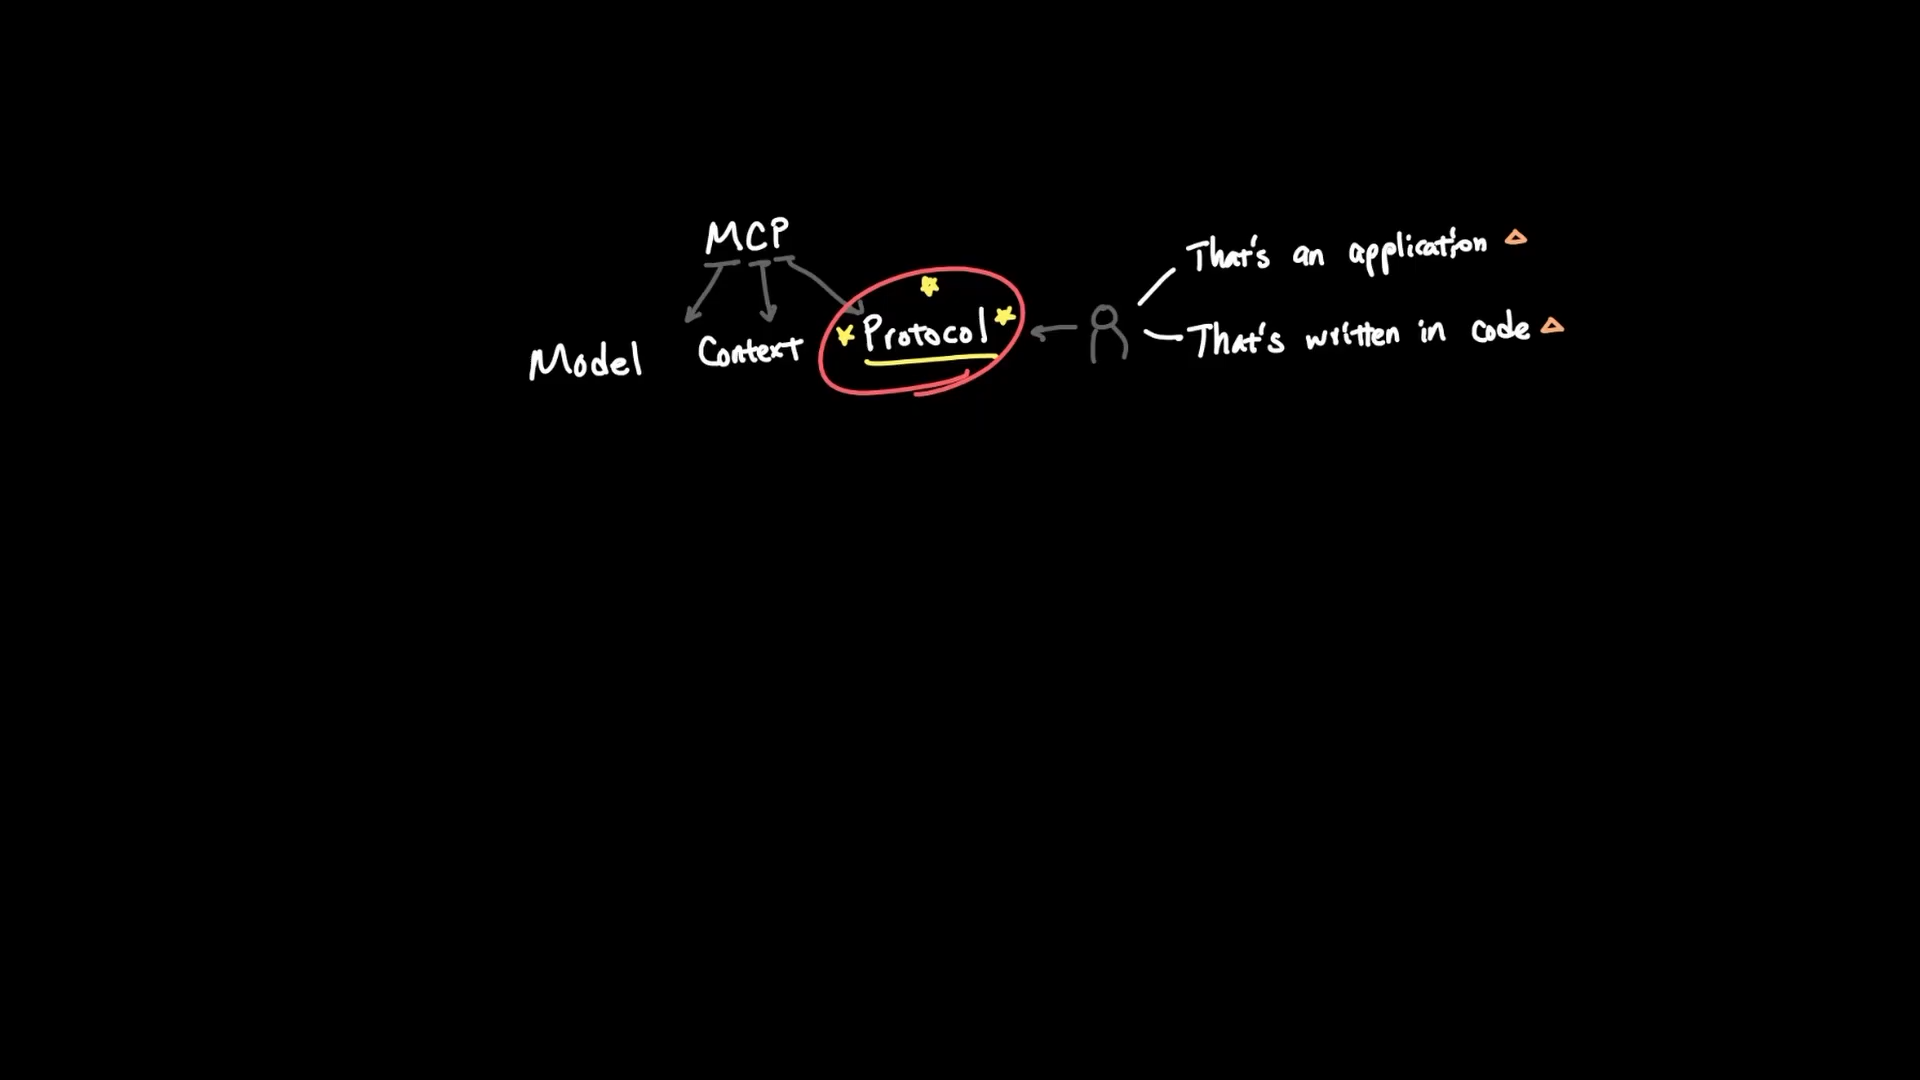 MCP
Model Context Protocol
That's an application
That's written in code